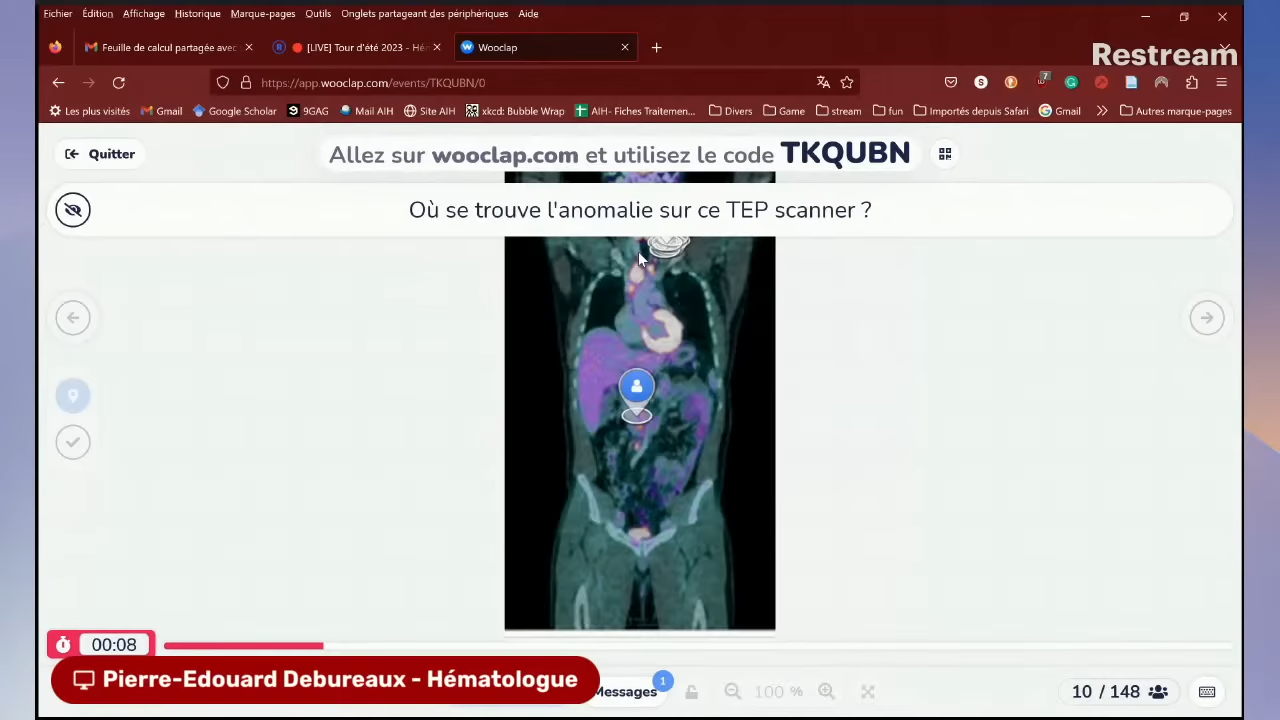 Fichier Édition Affichage Historique Marque-pages Outils Onglets partageant des périphériques Aide
Feuille de calcul partagée avec
[LIVE] Tour d'été 2023 - Hé
Wooclap
Restream
https://app.wooclap.com/events/TKQUBN/0
Les plus visités Gmail Google Scholar 9GAG Mail AIH Site AIH xkcd: Bubble Wrap AIH- Fiches Traitemen... Divers Game stream fun Importés depuis Safari Gmail Autres marque-pages
Quitter
Allez sur wooclap.com et utilisez le code TKQUBN
Où se trouve l'anomalie sur ce TEP scanner ?
00:08
Pierre-Edouard Debureaux - Hématologue
Messages 1
100 %
10 / 148